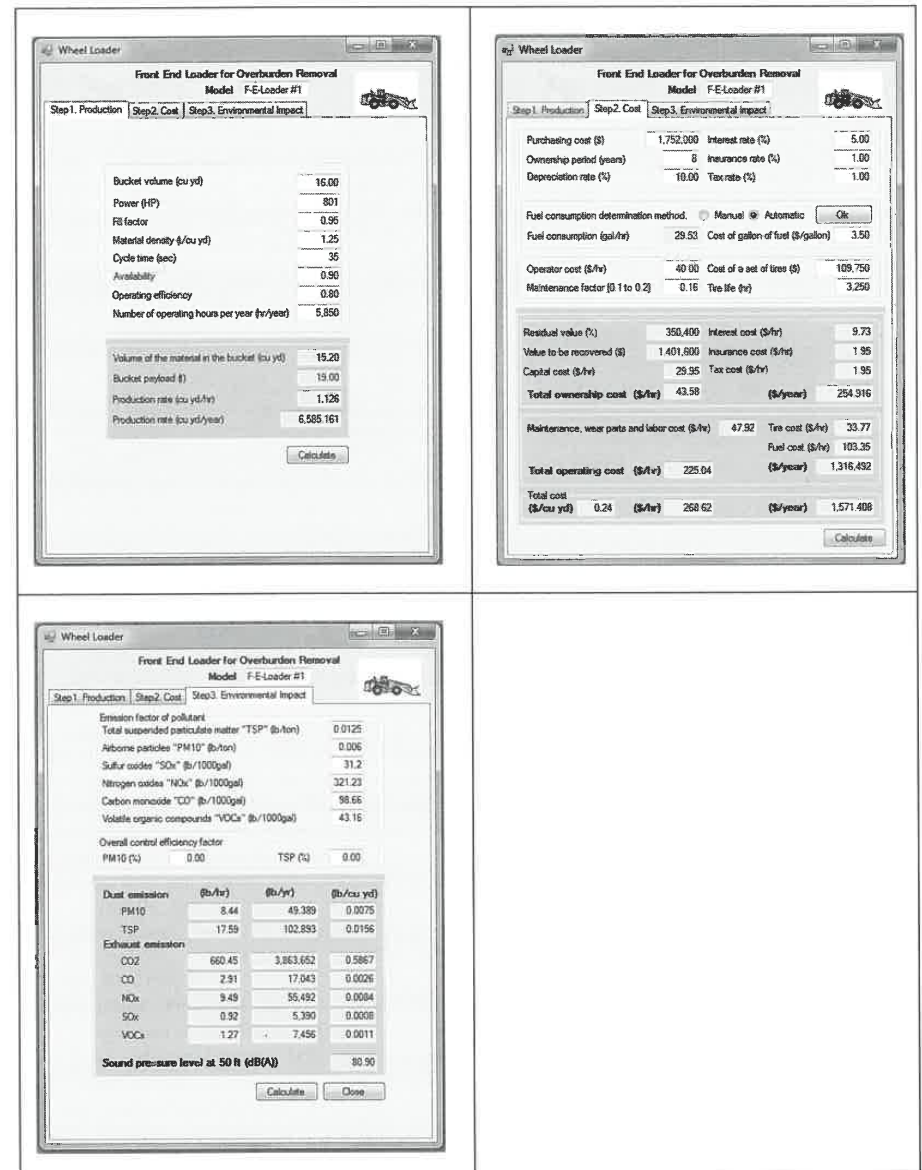 Wheel Loader
Front End Loader for Overburden Removal
Model F-E-Loader #1
Step1. Production Step2. Cost Step3. Environmental Impact
Bucket volume (cu yd) 16.00
Power (HP) 801
Fill factor 0.95
Material density (t/cu yd) 1.25
Cycle time (sec) 35
Availability 0.90
Operating efficiency 0.80
Number of operating hours per year (hr/year) 5,850
Volume of the material in the bucket (cu yd) 15.20
Bucket payload (t) 19.00
Production rate (cu yd/hr) 1,126
Production rate (cu yd/year) 6,585,161
Calculate
Wheel Loader
Front End Loader for Overburden Removal
Model F-E-Loader #1
Step1. Production Step2. Cost Step3. Environmental Impact
Purchasing cost ($) 1,752,000 Interest rate (%) 5.00
Ownership period (years) 8 Insurance rate (%) 1.00
Depreciation rate (%) 10.00 Tax rate (%) 1.00
Fuel consumption determination method. Manual Automatic Ok
Fuel consumption (gal/hr) 29.53 Cost of gallon of fuel ($/gallon) 3.50
Operator cost ($/hr) 40.00 Cost of a set of tires ($) 109,750
Maintenance factor [0.1 to 0.2] 0.16 Tire life (hr) 3,250
Residual value (%) 350,400 Interest cost ($/hr) 9.73
Value to be recovered ($) 1,401,600 Insurance cost ($/hr) 1.95
Capital cost ($/hr) 29.95 Tax cost ($/hr) 1.95
Total ownership cost ($/hr) 43.58 ($/year) 254,916
Maintenance, wear parts and labor cost ($/hr) 47.92 Tire cost ($/hr) 33.77
Fuel cost ($/hr) 103.35
Total operating cost ($/hr) 225.04 ($/year) 1,316,492
Total cost
($/cu yd) 0.24 ($/hr) 268.62 ($/year) 1,571,408
Calculate
Wheel Loader
Front End Loader for Overburden Removal
Model F-E-Loader #1
Step1. Production Step2. Cost Step3. Environmental Impact
Emission factor of pollutant
Total suspended particulate matter "TSP" (lb/ton) 0.0125
Airborne particles "PM10" (lb/ton) 0.006
Sulfur oxides "SOx" (lb/1000gal) 31.2
Nitrogen oxides "NOx" (lb/1000gal) 321.23
Carbon monoxide "CO" (lb/1000gal) 98.66
Volatile organic compounds "VOCs" (lb/1000gal) 43.16
Overall control efficiency factor
PM10 (%) 0.00 TSP (%) 0.00
Dust emission (lb/hr) (lb/yr) (lb/cu yd)
PM10 8.44 49,389 0.0075
TSP 17.59 102,893 0.0156
Exhaust emission
CO2 660.45 3,863,652 0.5867
CO 2.91 17,043 0.0026
NOx 9.49 55,492 0.0084
SOx 0.92 5,390 0.0008
VOCs 1.27 7,456 0.0011
Sound pressure level at 50 ft (dB(A)) 80.90
Calculate Close